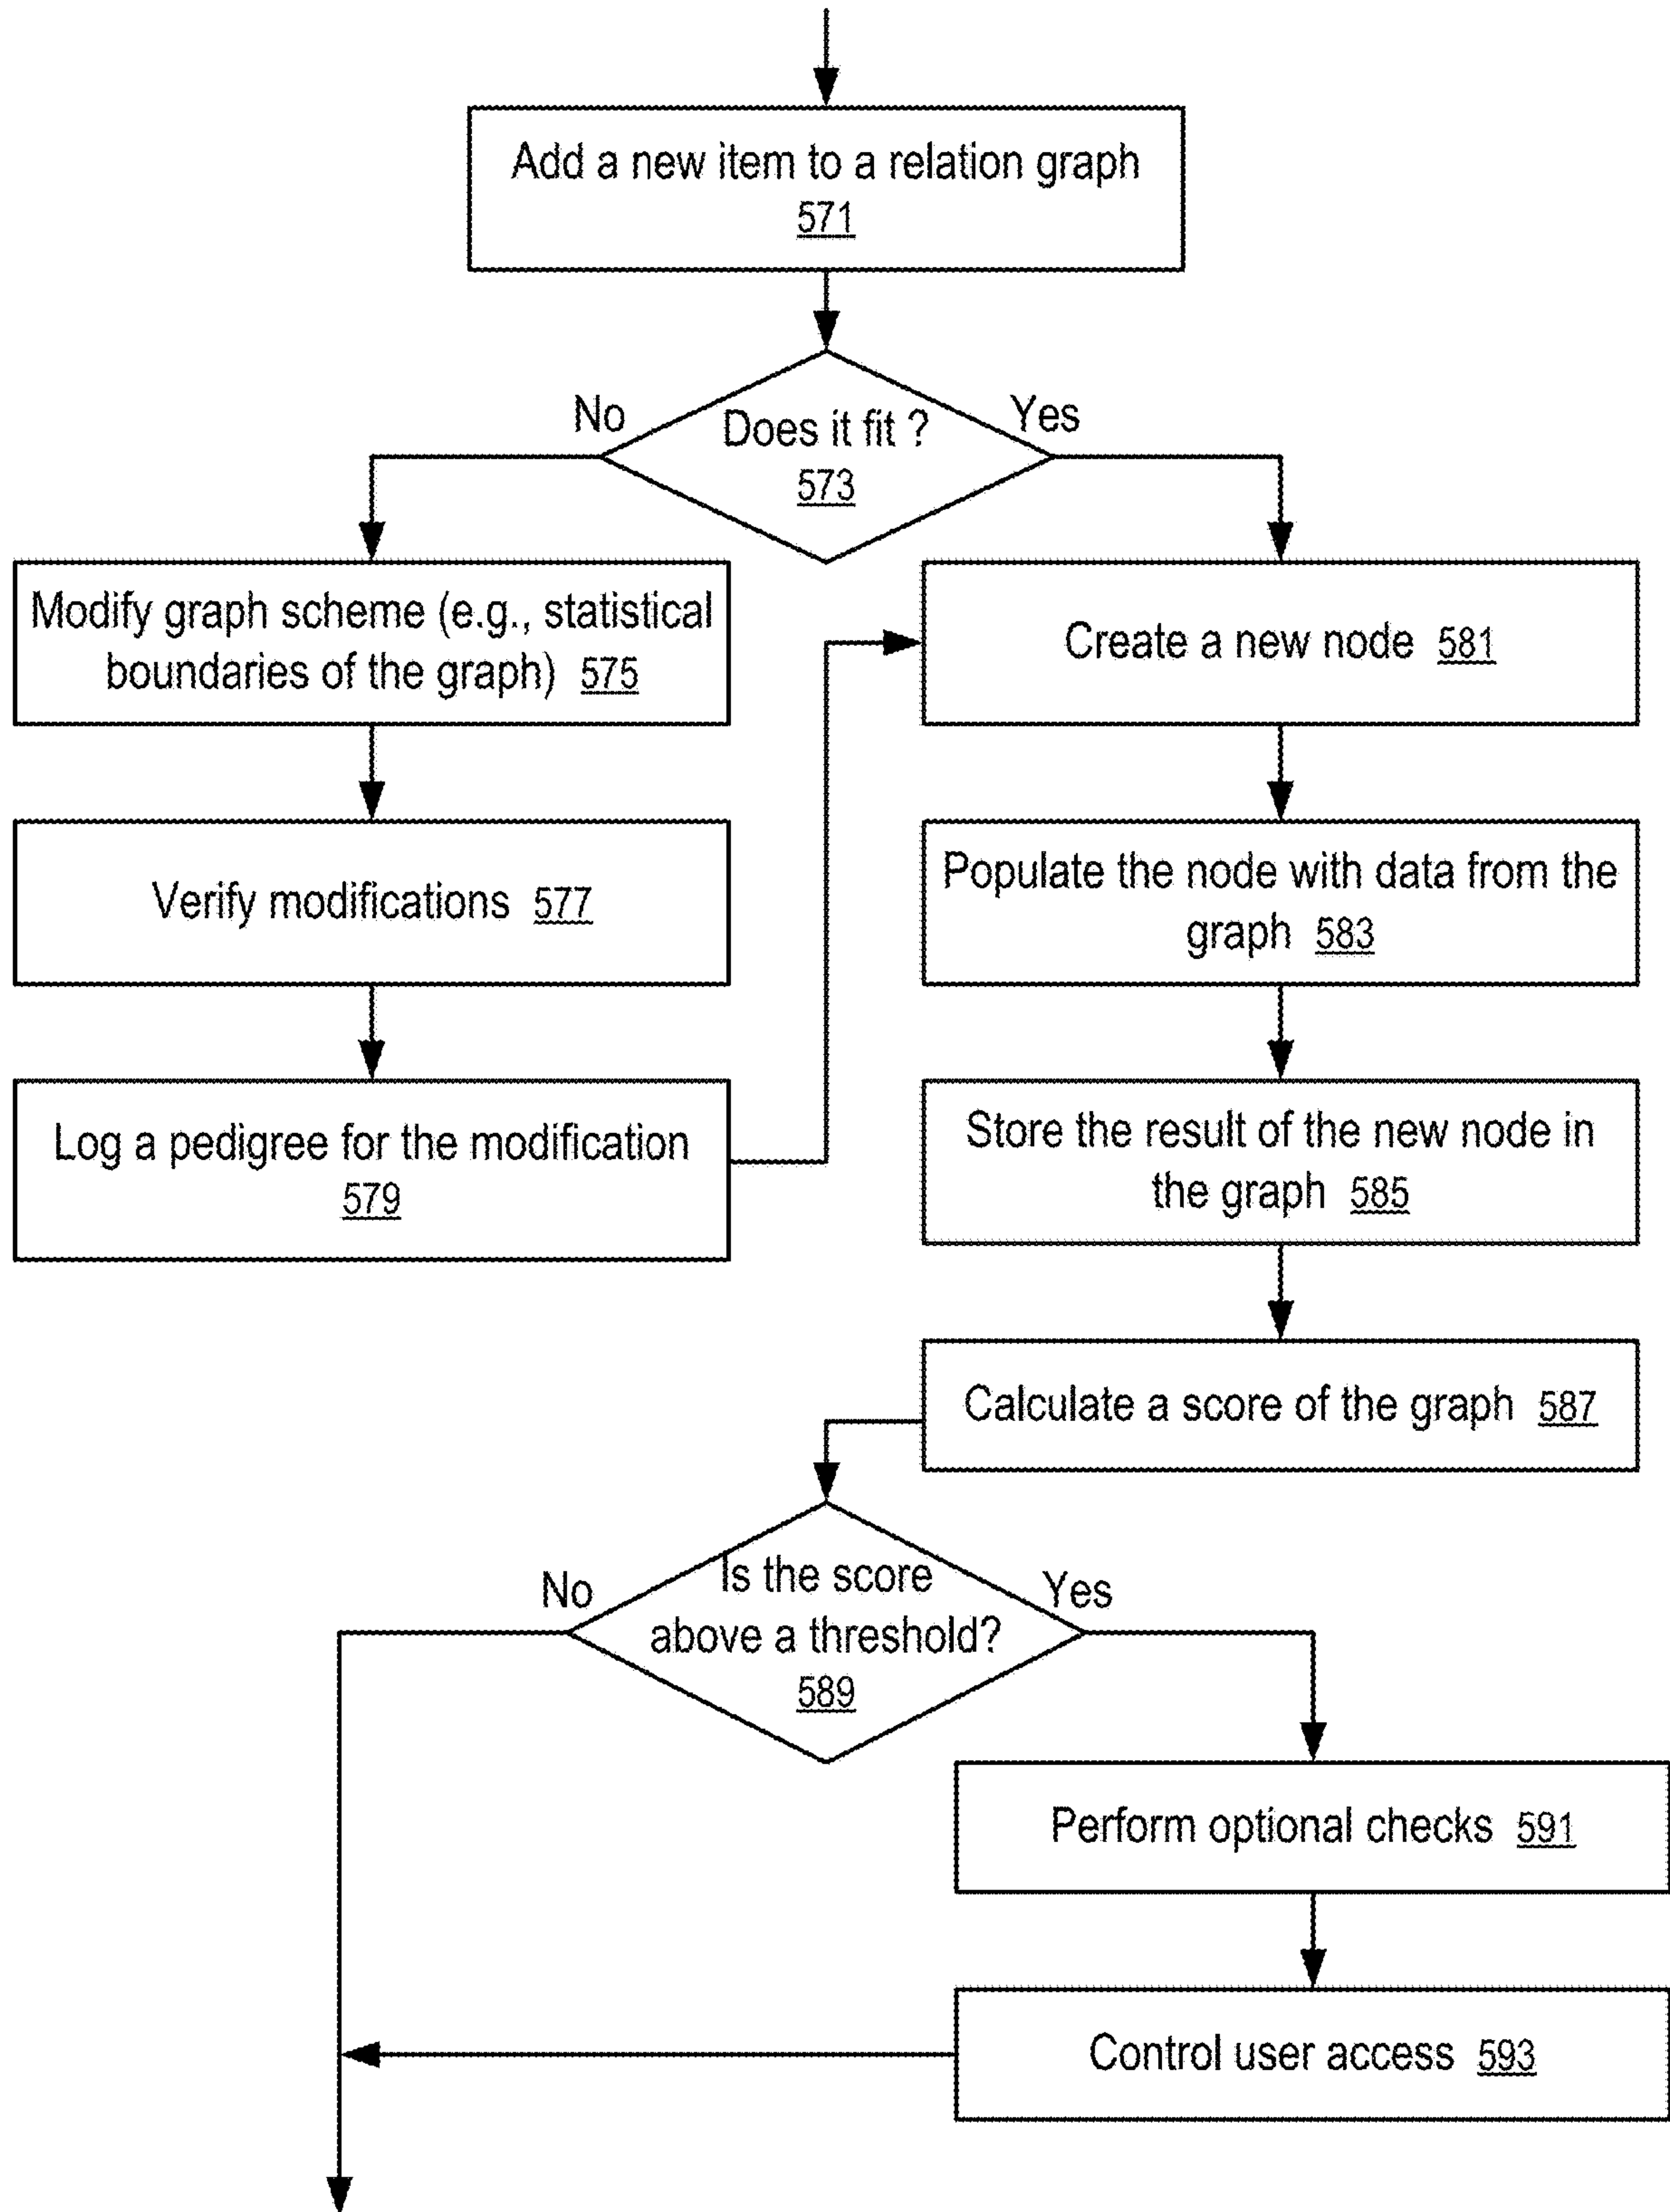 Add a new item to a relation graph
571
No
Does it fit ?
Yes
573
Modify graph scheme (e.g., statistical
boundaries of the graph) 575
Create a new node 581
Verify modifications 577
Populate the node with data from the
graph 583
Log a pedigree for the modification
579
Store the result of the new node in
the graph 585
Calculate a score of the graph 587
No
Is the score
Yes
above a threshold?
589
Perform optional checks 591
Control user access 593